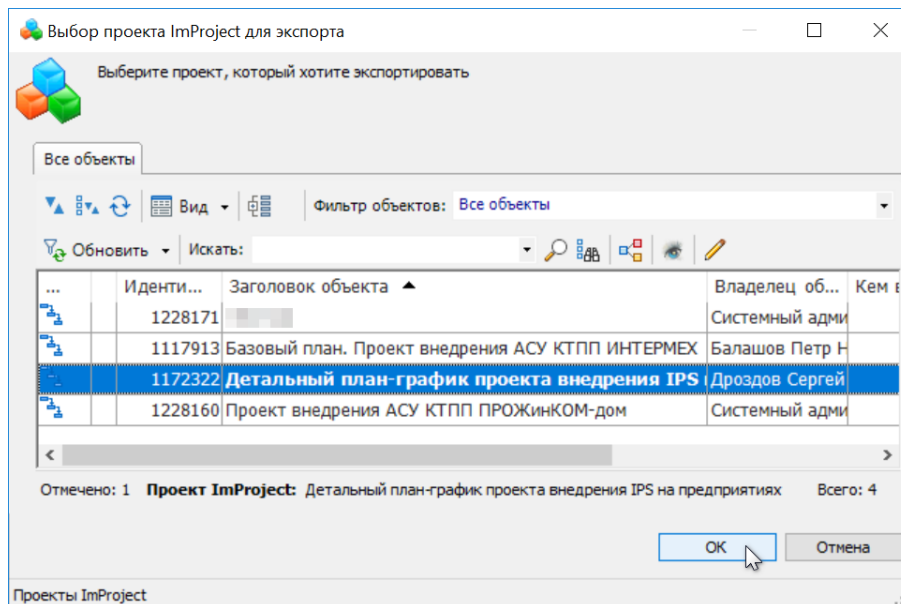 Выбор проекта ImProject для экспорта
Выберите проект, который хотите экспортировать
Все объекты
Вид Фильтр объектов: Все объекты
Обновить Искать:
... Иденти... Заголовок объекта Владелец об... Кем в
1228171 Системный адми
1117913 Базовый план. Проект внедрения АСУ КТПП ИНТЕРМЕХ Балашов Петр Н
1172322 Детальный план-график проекта внедрения IPS Дроздов Сергей
1228160 Проект внедрения АСУ КТПП ПРОЖинКОМ-дом Системный адми
Отмечено: 1 Проект ImProject: Детальный план-график проекта внедрения IPS на предприятиях Всего: 4
OK Отмена
Проекты ImProject